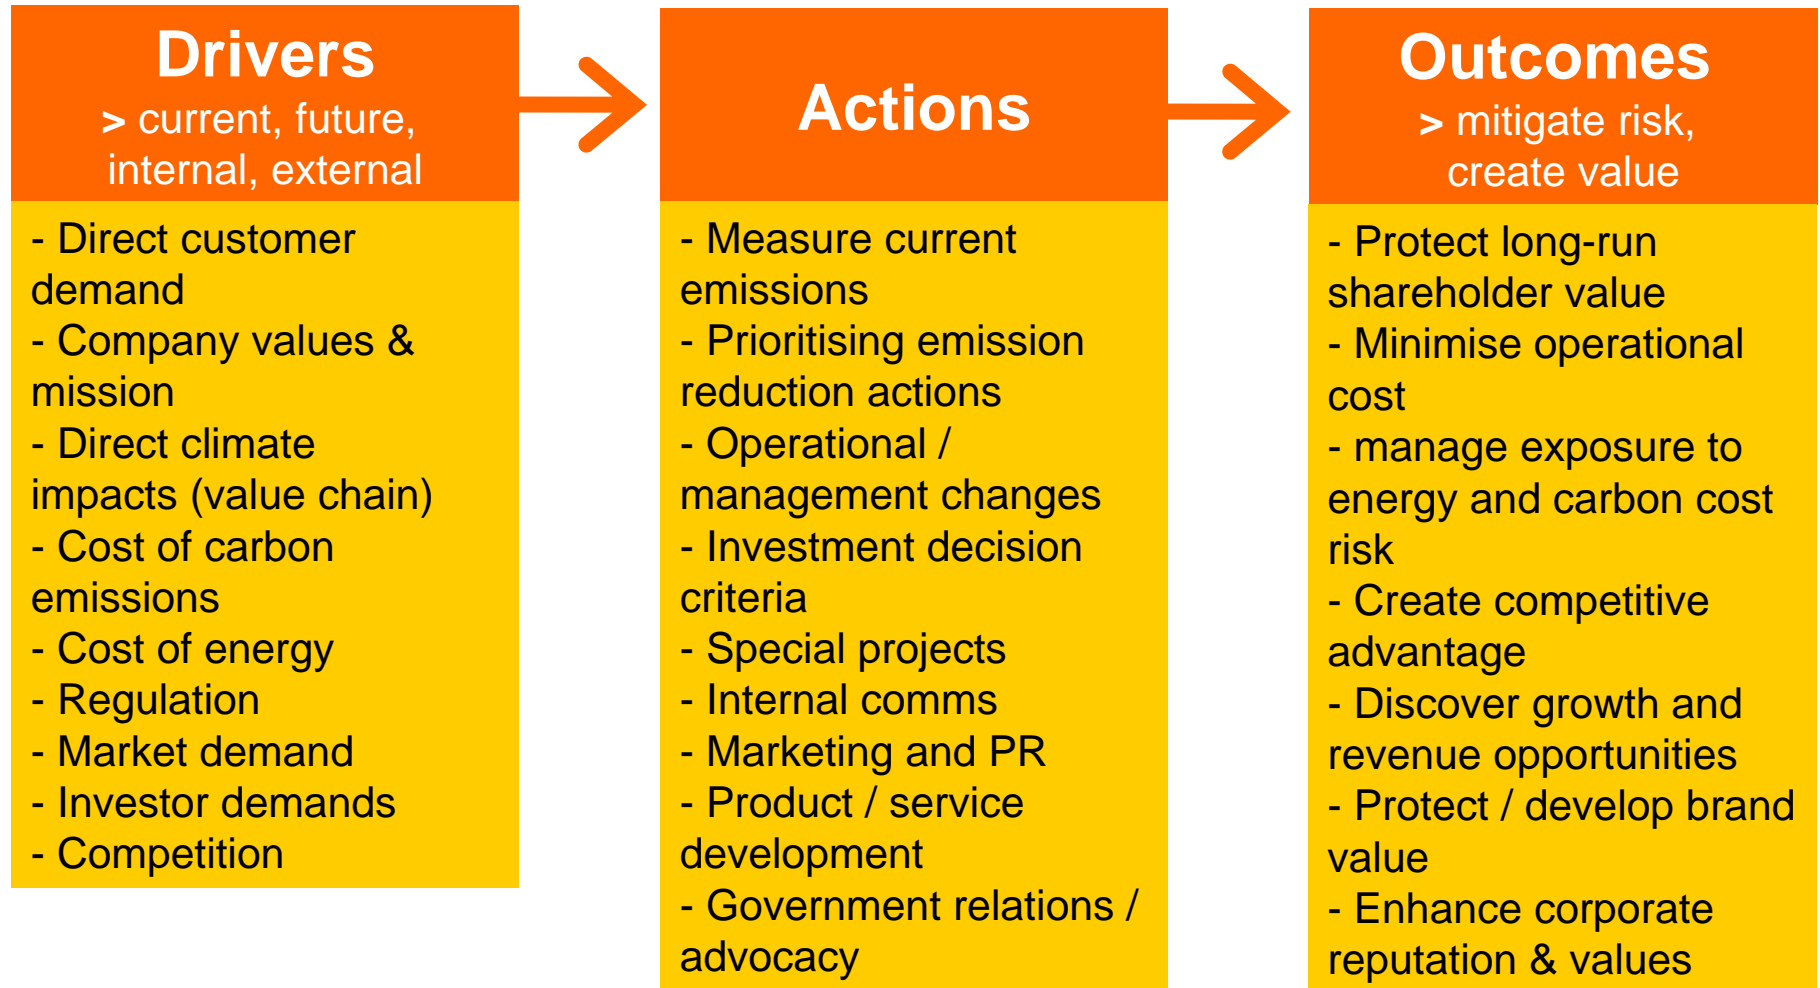 Drivers
> current, future,
internal, external
- Direct customer
demand
- Company values &
mission
- Direct climate
impacts (value chain)
- Cost of carbon
emissions
- Cost of energy
- Regulation
- Market demand
- Investor demands
- Competition
Actions
- Measure current
emissions
- Prioritising emission
reduction actions
- Operational /
management changes
- Investment decision
criteria
- Special projects
- Internal comms
- Marketing and PR
- Product / service
development
- Government relations /
advocacy
Outcomes
> mitigate risk,
create value
- Protect long-run
shareholder value
- Minimise operational
cost
- manage exposure to
energy and carbon cost
risk
- Create competitive
advantage
- Discover growth and
revenue opportunities
- Protect / develop brand
value
- Enhance corporate
reputation & values